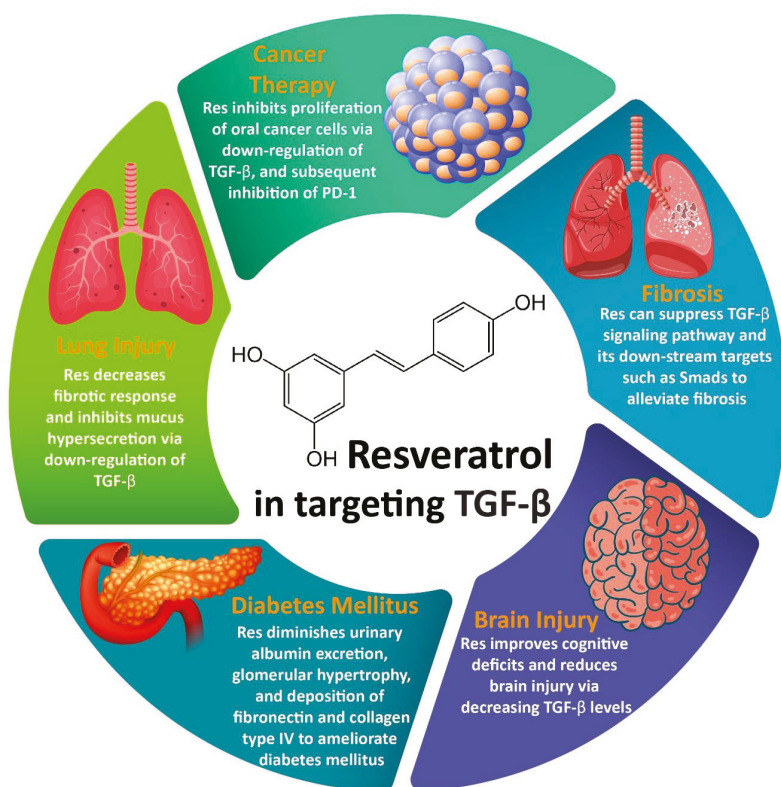 Cancer
Therapy
Res inhibits proliferation
of oral cancer cells via
down-regulation of
TGF-β, and subsequent
inhibition of PD-1
Fibrosis
Res can suppress TGF-β
signaling pathway and
its down-stream targets
such as Smads to
alleviate fibrosis
Brain Injury
Res improves cognitive
deficits and reduces
brain injury via
decreasing TGF-β levels
Diabetes Mellitus
Res diminishes urinary
albumin excretion,
glomerular hypertrophy,
and deposition of
fibronectin and collagen
type IV to ameliorate
diabetes mellitus
Lung Injury
Res decreases
fibrotic response
and inhibits mucus
hypersecretion via
down-regulation of
TGF-β
OH
HO
OH
Resveratrol
in targeting TGF-β